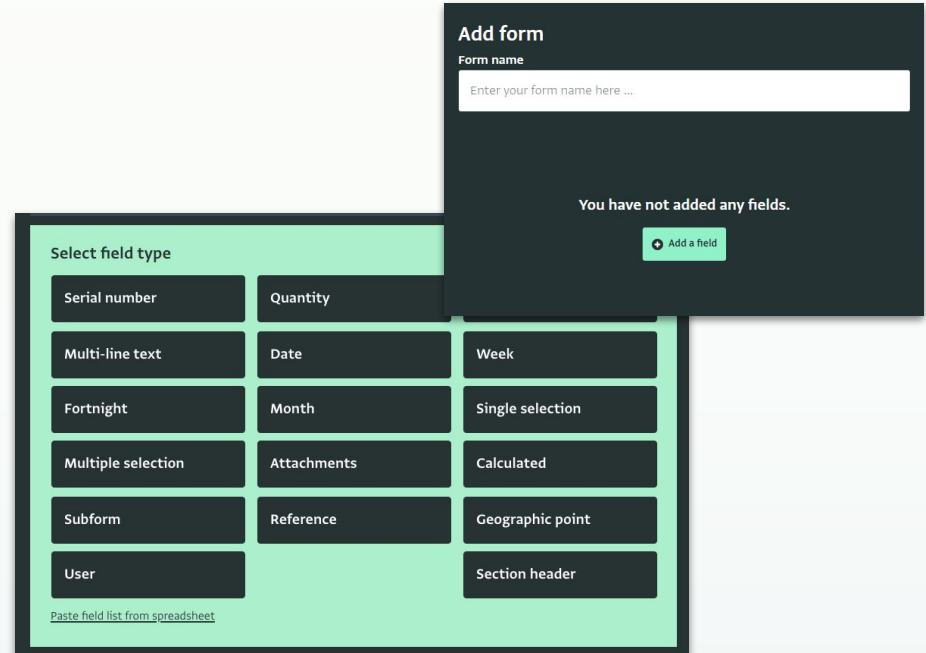 Add form
Form name
Enter your form name here ...
You have not added any fields.
Add a field
Select field type
Serial number
Quantity
Multi-line text
Date
Week
Fortnight
Month
Single selection
Multiple selection
Attachments
Calculated
Subform
Reference
Geographic point
User
Section header
Paste field list from spreadsheet